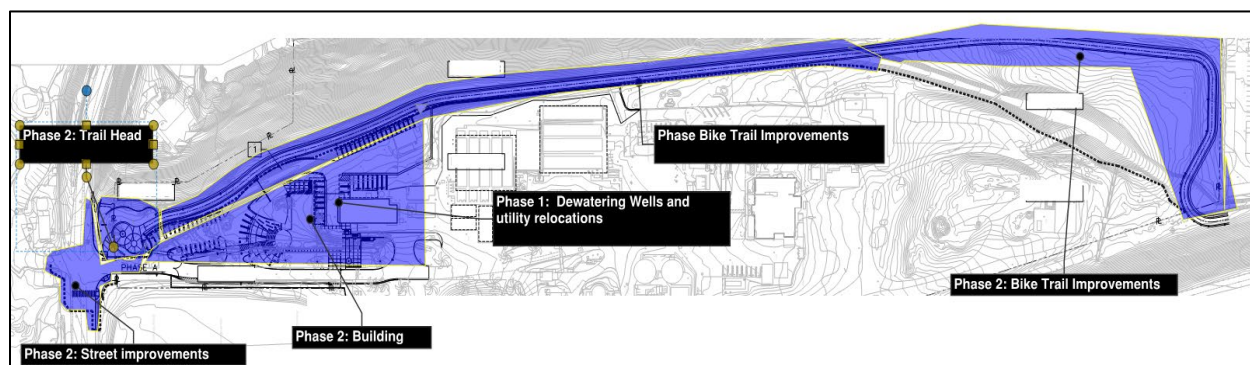 Phase 2: Trail Head
Phase Bike Trail Improvements
1
Phase 1: Dewatering Wells and
utility relocations
PHASE A
Phase 2: Bike Trail Improvements
Phase 2: Building
Phase 2: Street improvements